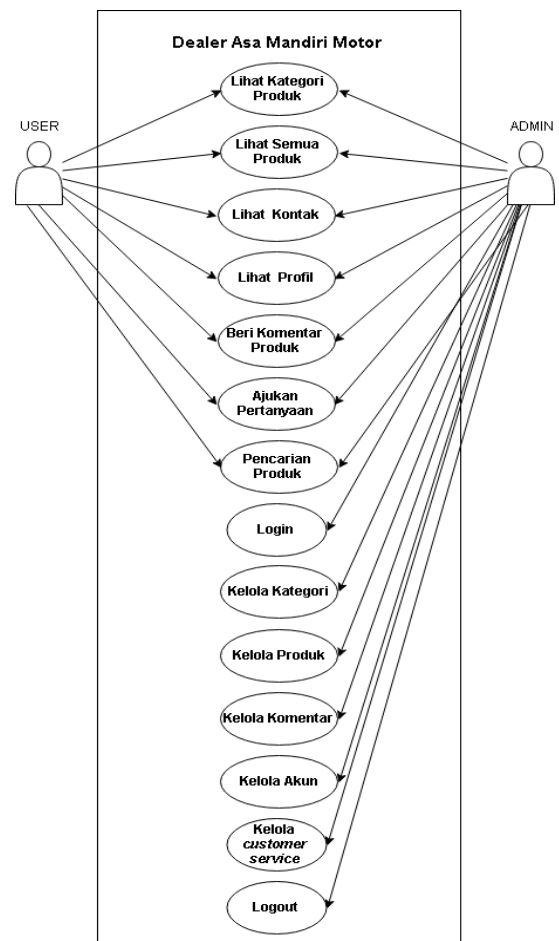 Dealer Asa Mandiri Motor
USER
ADMIN
Lihat Kategori
Produk
Lihat Semua
Produk
Lihat Kontak
Lihat Profil
Beri Komentar
Produk
Ajukan
Pertanyaan
Pencarian
Produk
Login
Kelola Kategori
Kelola Produk
Kelola Komentar
Kelola Akun
Kelola
customer
service
Logout